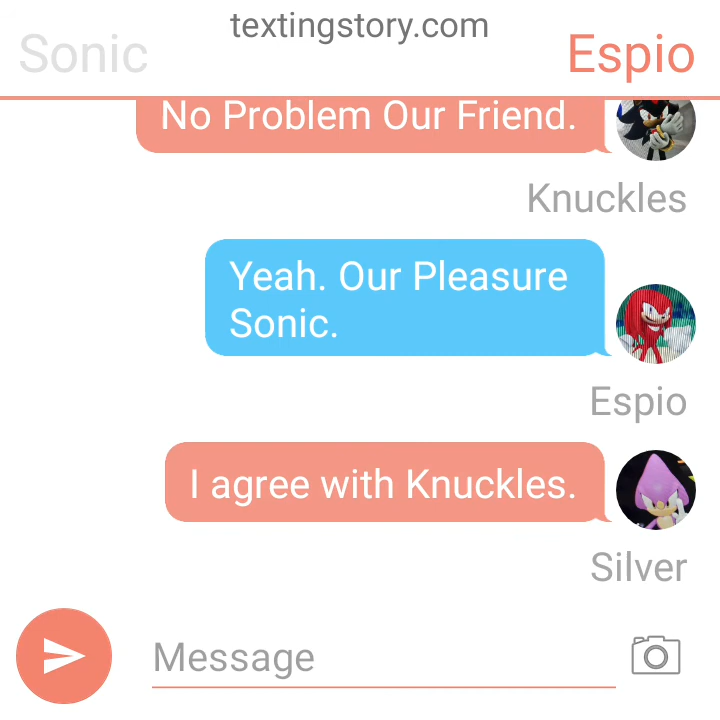 textingstory.com
Sonic
Espio
No Problem Our Friend.
Knuckles
Yeah. Our Pleasure
Sonic.
Espio
I agree with Knuckles.
Silver
Message